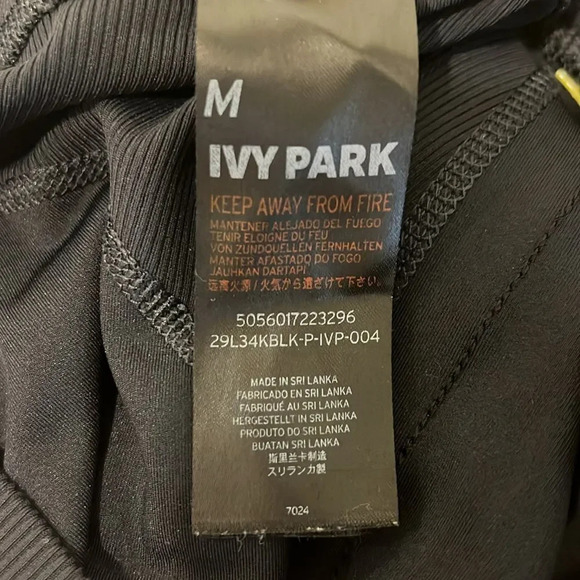 M
IVY PARK
KEEP AWAY FROM FIRE
MANTENER ALEJADO DEL FUEGO
TENIR ELOIGNE DU FEU
VON ZUNDQUELLEN FERNHALTEN
MANTER AFASTADO DO FOGO
JAUHKAN DARTAPI
远离火源 / 火気から遠ざけて下さい。
5056017223296
29L34KBLK-P-IVP-004
MADE IN SRI LANKA
FABRICADO EN SRI LANKA
FABRIQUÉ AU SRI LANKA
HERGESTELLT IN SRI LANKA
PRODUTO DO SRI LANKA
BUATAN SRI LANKA
斯里兰卡制造
スリランカ製
7024